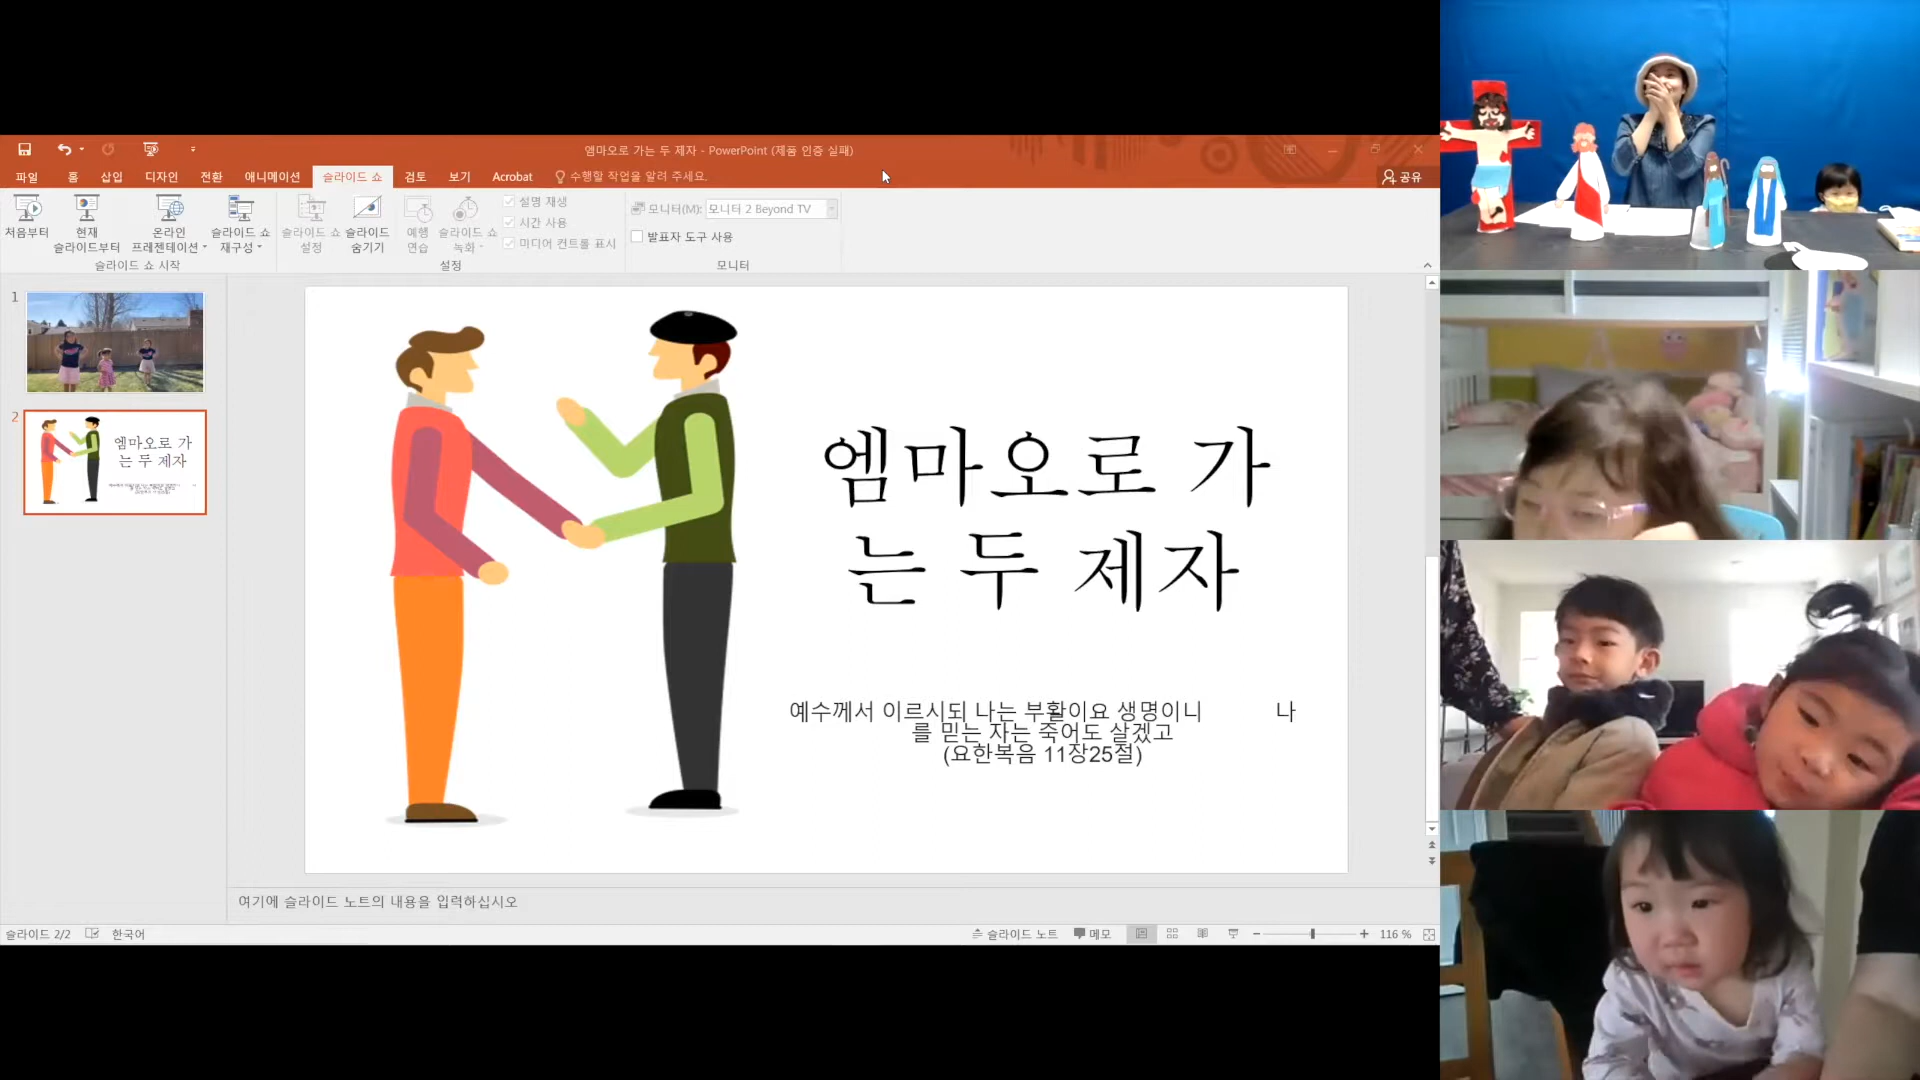 엠마오로 가는 두 제자 - PowerPoint (제품 인증 실패)
파일 홈 삽입 디자인 전환 애니메이션 슬라이드 쇼 검토 보기 Acrobat 수행할 작업을 알려 주세요. 공유
처음부터
현재
슬라이드부터
온라인
프레젠테이션
슬라이드 쇼
재구성
슬라이드 쇼
설정
슬라이드
숨기기
예행
연습
슬라이드 쇼
녹화
설명 재생
시간 사용
미디어 컨트롤 표시
모니터(M): 모니터 2 Beyond TV
발표자 도구 사용
슬라이드 쇼 시작
설정
모니터
1
2
엠마오로 가
는 두 제자
엠마오로 가
는 두 제자
예수께서 이르시되 나는 부활이요 생명이니 나
를 믿는 자는 죽어도 살겠고
(요한복음 11장25절)
여기에 슬라이드 노트의 내용을 입력하십시오
슬라이드 2/2 한국어 슬라이드 노트 메모 116 %